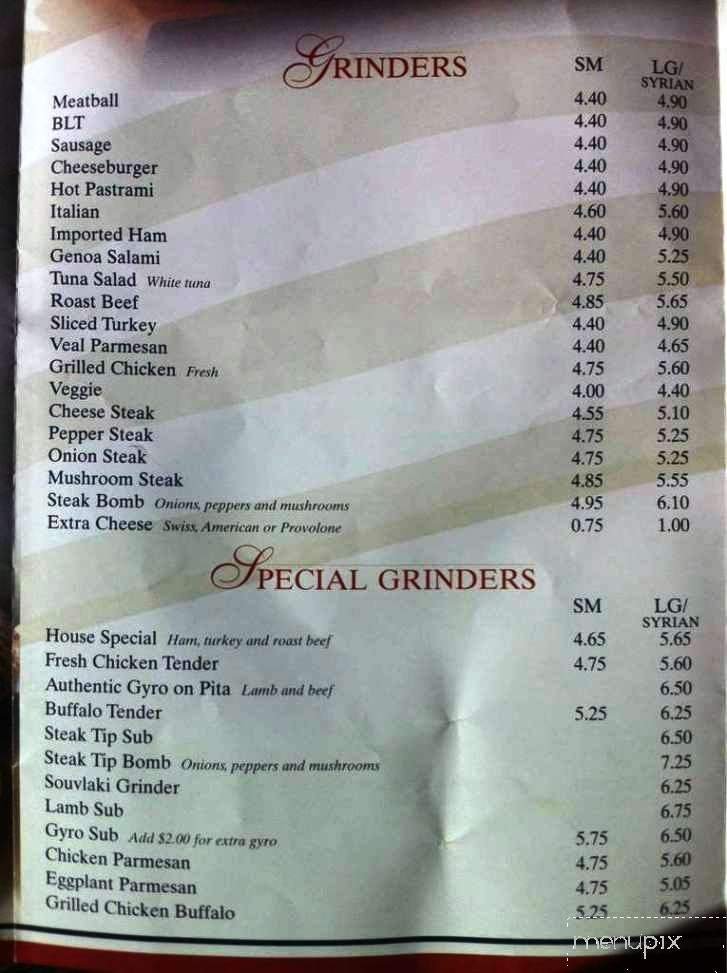 GRINDERS SM LG/
SYRIAN
Meatball 4.40 4.90
BLT 4.40 4.90
Sausage 4.40 4.90
Cheeseburger 4.40 4.90
Hot Pastrami 4.40 4.90
Italian 4.60 5.60
Imported Ham 4.40 4.90
Genoa Salami 4.40 5.25
Tuna Salad White tuna 4.75 5.50
Roast Beef 4.85 5.65
Sliced Turkey 4.40 4.90
Veal Parmesan 4.40 4.65
Grilled Chicken Fresh 4.75 5.60
Veggie 4.00 4.40
Cheese Steak 4.55 5.10
Pepper Steak 4.75 5.25
Onion Steak 4.75 5.25
Mushroom Steak 4.85 5.55
Steak Bomb Onions, peppers and mushrooms 4.95 6.10
Extra Cheese Swiss, American or Provolone 0.75 1.00
SPECIAL GRINDERS
SM LG/
SYRIAN
House Special Ham, turkey and roast beef 4.65 5.65
Fresh Chicken Tender 4.75 5.60
Authentic Gyro on Pita Lamb and beef 6.50
Buffalo Tender 5.25 6.25
Steak Tip Sub 6.50
Steak Tip Bomb Onions, peppers and mushrooms 7.25
Souvlaki Grinder 6.25
Lamb Sub 6.75
Gyro Sub Add $2.00 for extra gyro 5.75 6.50
Chicken Parmesan 4.75 5.60
Eggplant Parmesan 4.75 5.05
Grilled Chicken Buffalo 5.25 6.25
menupix